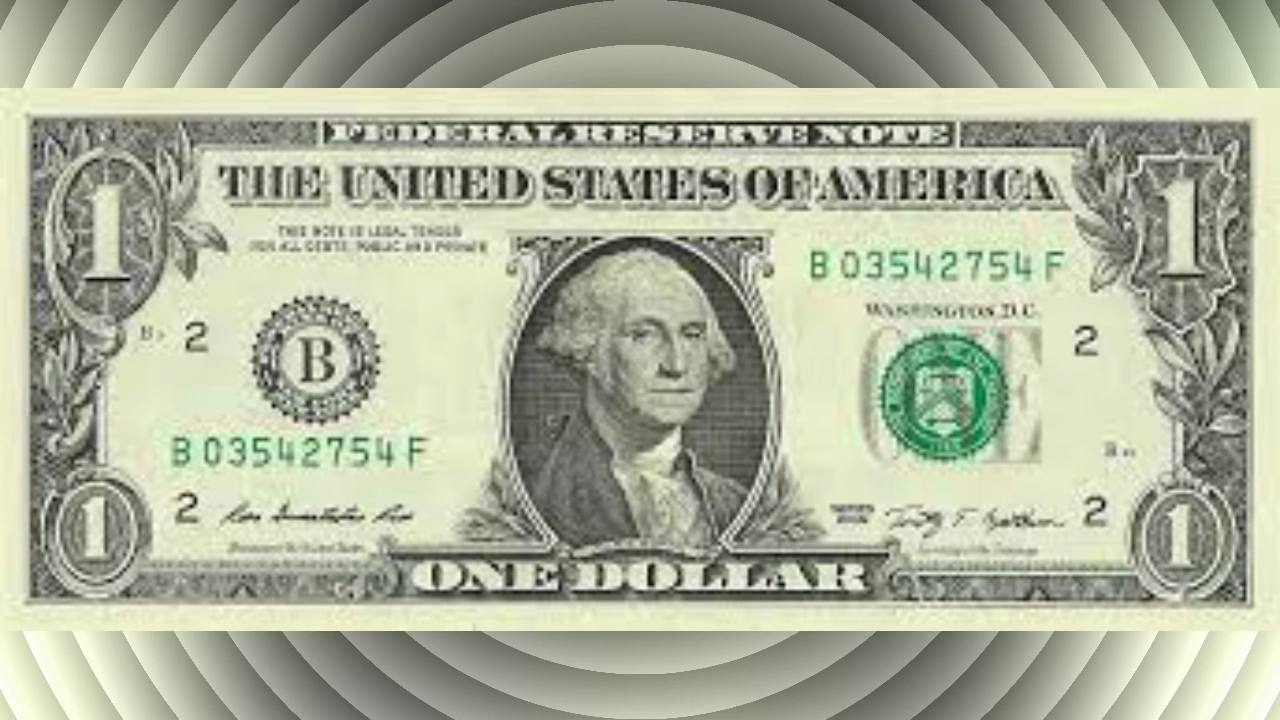 FEDERAL RESERVE NOTE
THE UNITED STATES OF AMERICA
1
1
THIS NOTE IS LEGAL TENDER
FOR ALL DEBTS, PUBLIC AND PRIVATE
B 03542754 F
WASHINGTON, D.C.
2
B
2
B 03542754 F
2
2
1
ONE DOLLAR
1